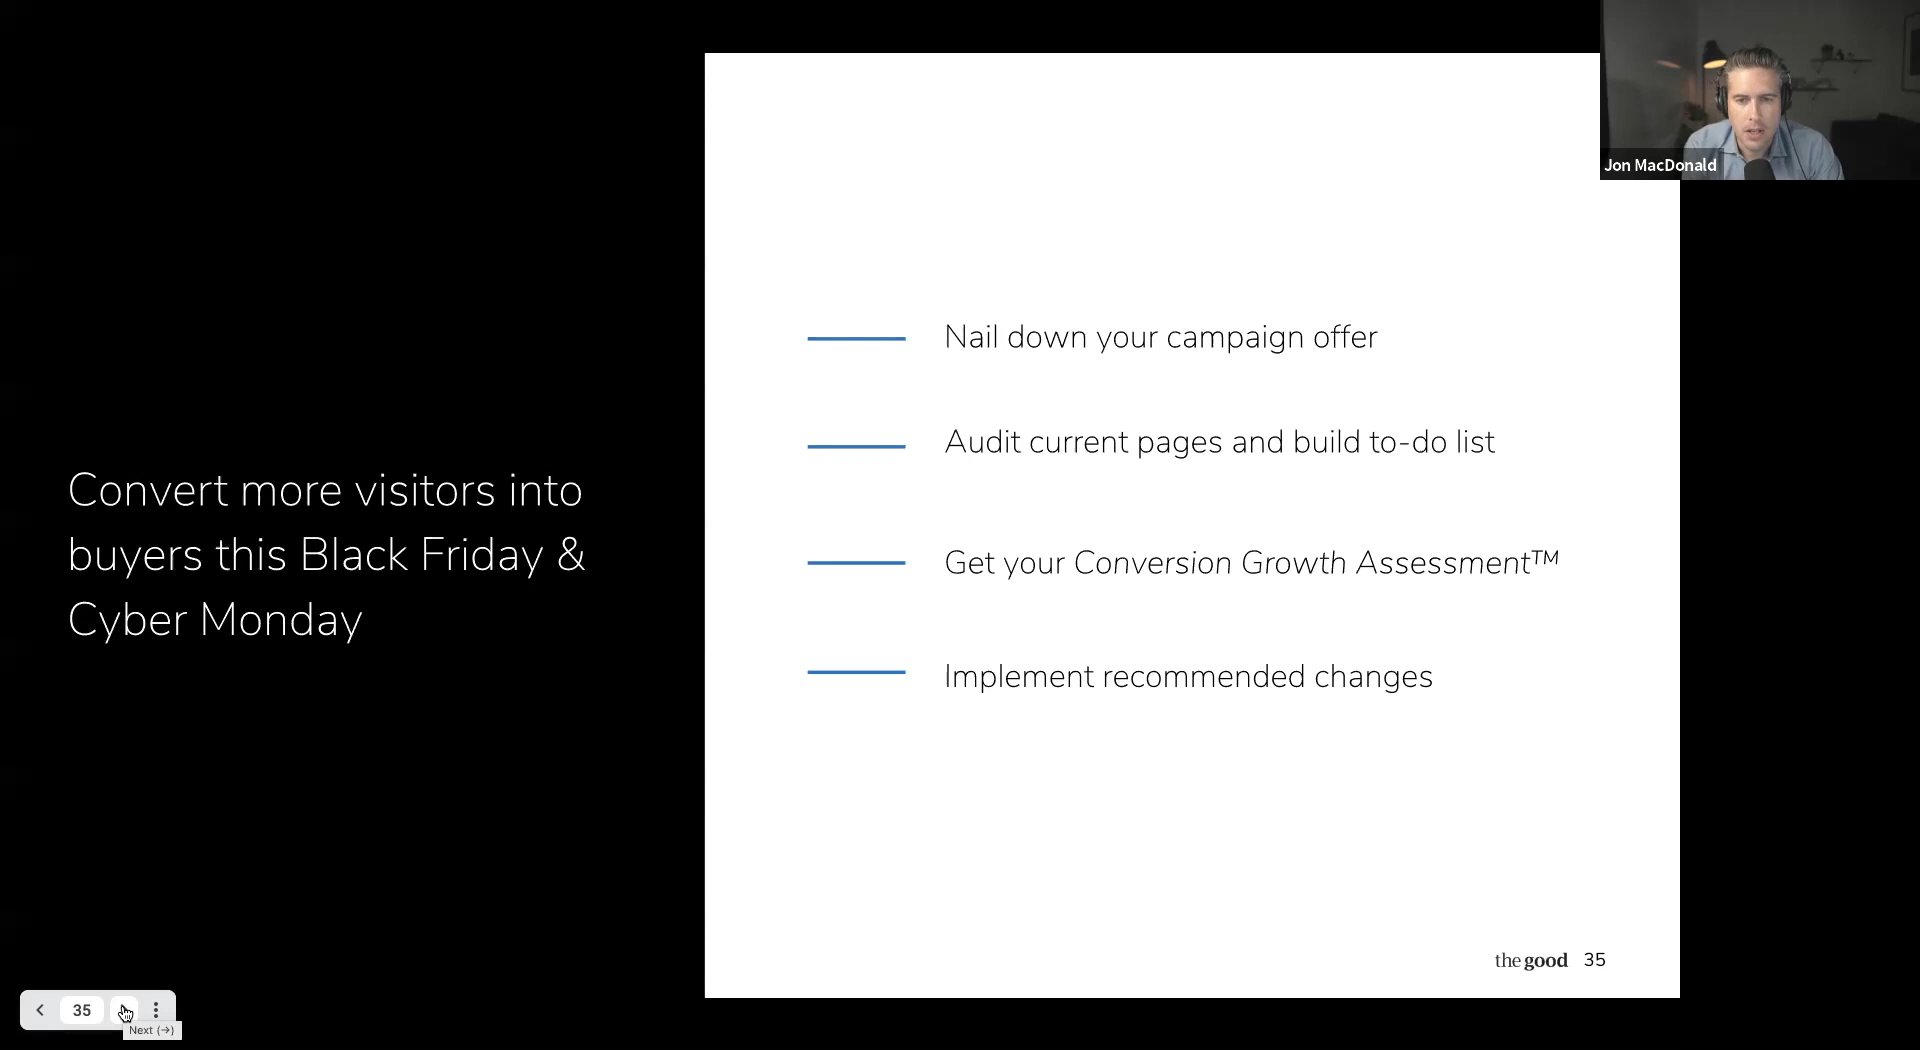 Jon MacDonald
Convert more visitors into
buyers this Black Friday &
Cyber Monday
Nail down your campaign offer
Audit current pages and build to-do list
Get your Conversion Growth Assessment™
Implement recommended changes
the good 35
35
Next (→)